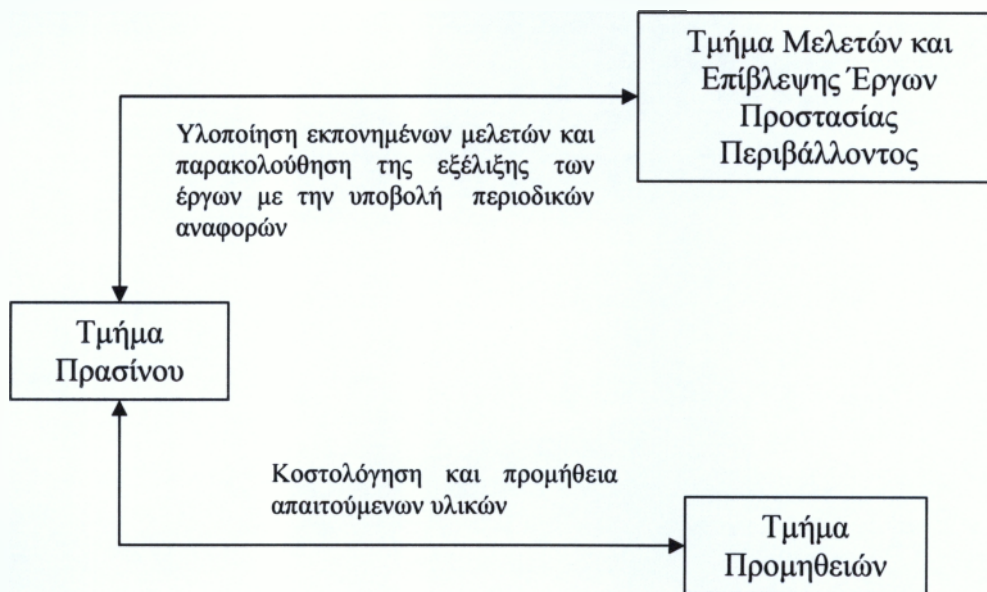 Τμήμα Μελετών και
Επίβλεψης Έργων
Προστασίας
Περιβάλλοντος
Υλοποίηση εκπονημένων μελετών και
παρακολούθηση της εξέλιξης των
έργων με την υποβολή περιοδικών
αναφορών
Τμήμα
Πρασίνου
Κοστολόγηση και προμήθεια
απαιτούμενων υλικών
Τμήμα
Προμηθειών